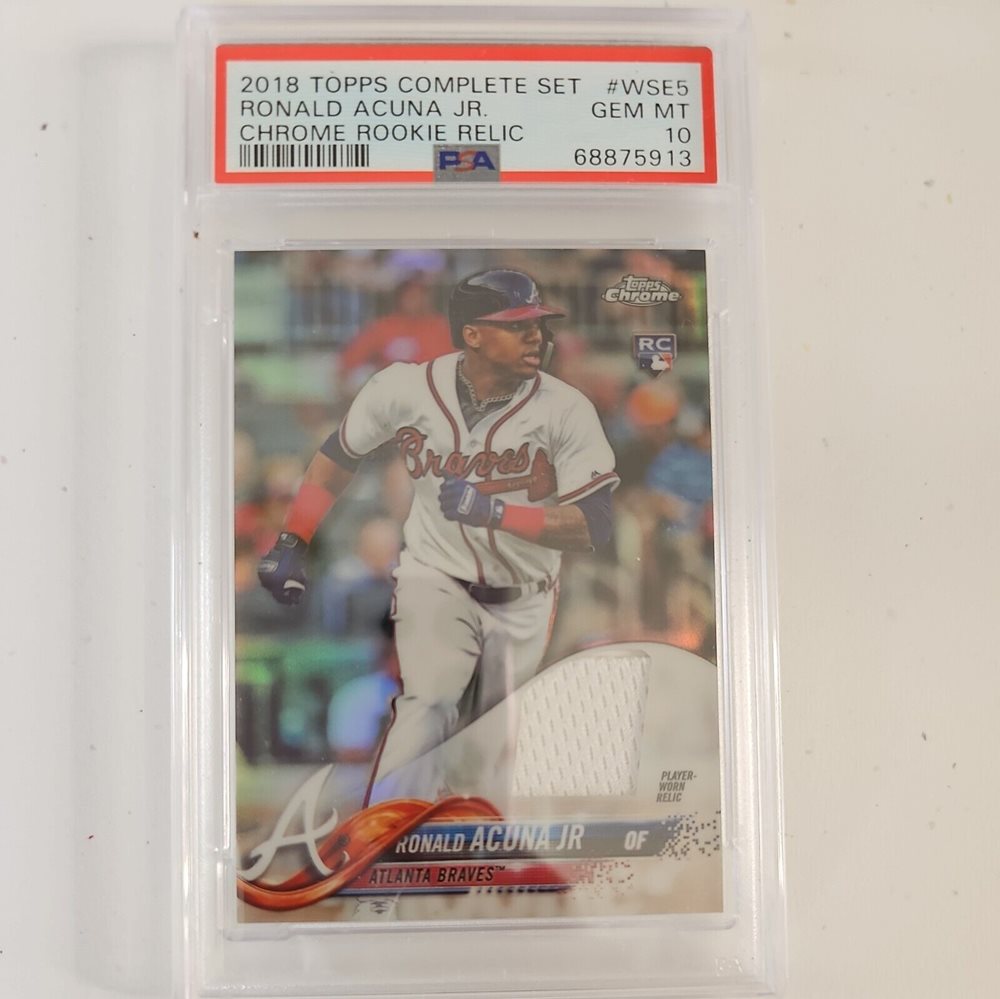 2018 TOPPS COMPLETE SET #WSE5
RONALD ACUNA JR. GEM MT
CHROME ROOKIE RELIC 10
PSA 68875913
Topps
Chrome
RC
Braves
PLAYER-
WORN
RELIC
RONALD ACUNA JR OF
ATLANTA BRAVES™